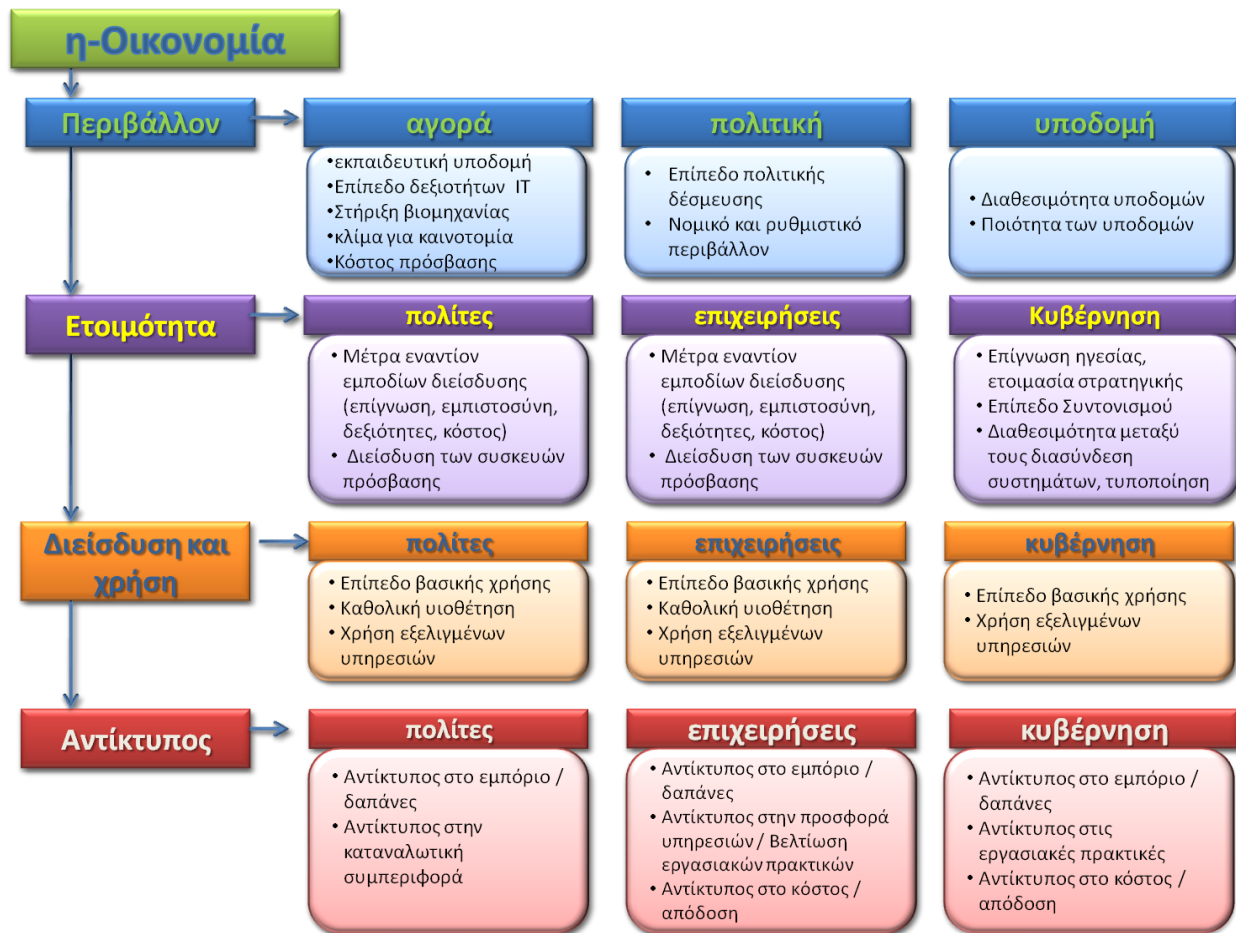 η-Οικονομία
Περιβάλλον
αγορά
•εκπαιδευτική υποδομή
•Επίπεδο δεξιοτήτων IT
•Στήριξη βιομηχανίας
•κλίμα για καινοτομία
•Κόστος πρόσβασης
πολιτική
• Επίπεδο πολιτικής
δέσμευσης
• Νομικό και ρυθμιστικό
περιβάλλον
υποδομή
• Διαθεσιμότητα υποδομών
• Ποιότητα των υποδομών
Ετοιμότητα
πολίτες
• Μέτρα εναντίον
εμποδίων διείσδυσης
(επίγνωση, εμπιστοσύνη,
δεξιότητες, κόστος)
• Διείσδυση των συσκευών
πρόσβασης
επιχειρήσεις
• Μέτρα εναντίον
εμποδίων διείσδυσης
(επίγνωση, εμπιστοσύνη,
δεξιότητες, κόστος)
• Διείσδυση των συσκευών
πρόσβασης
Κυβέρνηση
• Επίγνωση ηγεσίας,
ετοιμασία στρατηγικής
• Επίπεδο Συντονισμού
• Διαθεσιμότητα μεταξύ
τους διασύνδεση
συστημάτων, τυποποίηση
Διείσδυση και
χρήση
πολίτες
• Επίπεδο βασικής χρήσης
• Καθολική υιοθέτηση
• Χρήση εξελιγμένων
υπηρεσιών
επιχειρήσεις
• Επίπεδο βασικής χρήσης
• Καθολική υιοθέτηση
• Χρήση εξελιγμένων
υπηρεσιών
κυβέρνηση
• Επίπεδο βασικής χρήσης
• Χρήση εξελιγμένων
υπηρεσιών
Αντίκτυπος
πολίτες
• Αντίκτυπος στο εμπόριο /
δαπάνες
• Αντίκτυπος στην
καταναλωτική
συμπεριφορά
επιχειρήσεις
• Αντίκτυπος στο εμπόριο /
δαπάνες
• Αντίκτυπος στην προσφορά
υπηρεσιών / Βελτίωση
εργασιακών πρακτικών
• Αντίκτυπος στο κόστος /
απόδοση
κυβέρνηση
• Αντίκτυπος στο εμπόριο /
δαπάνες
• Αντίκτυπος στις
εργασιακές πρακτικές
• Αντίκτυπος στο κόστος /
απόδοση